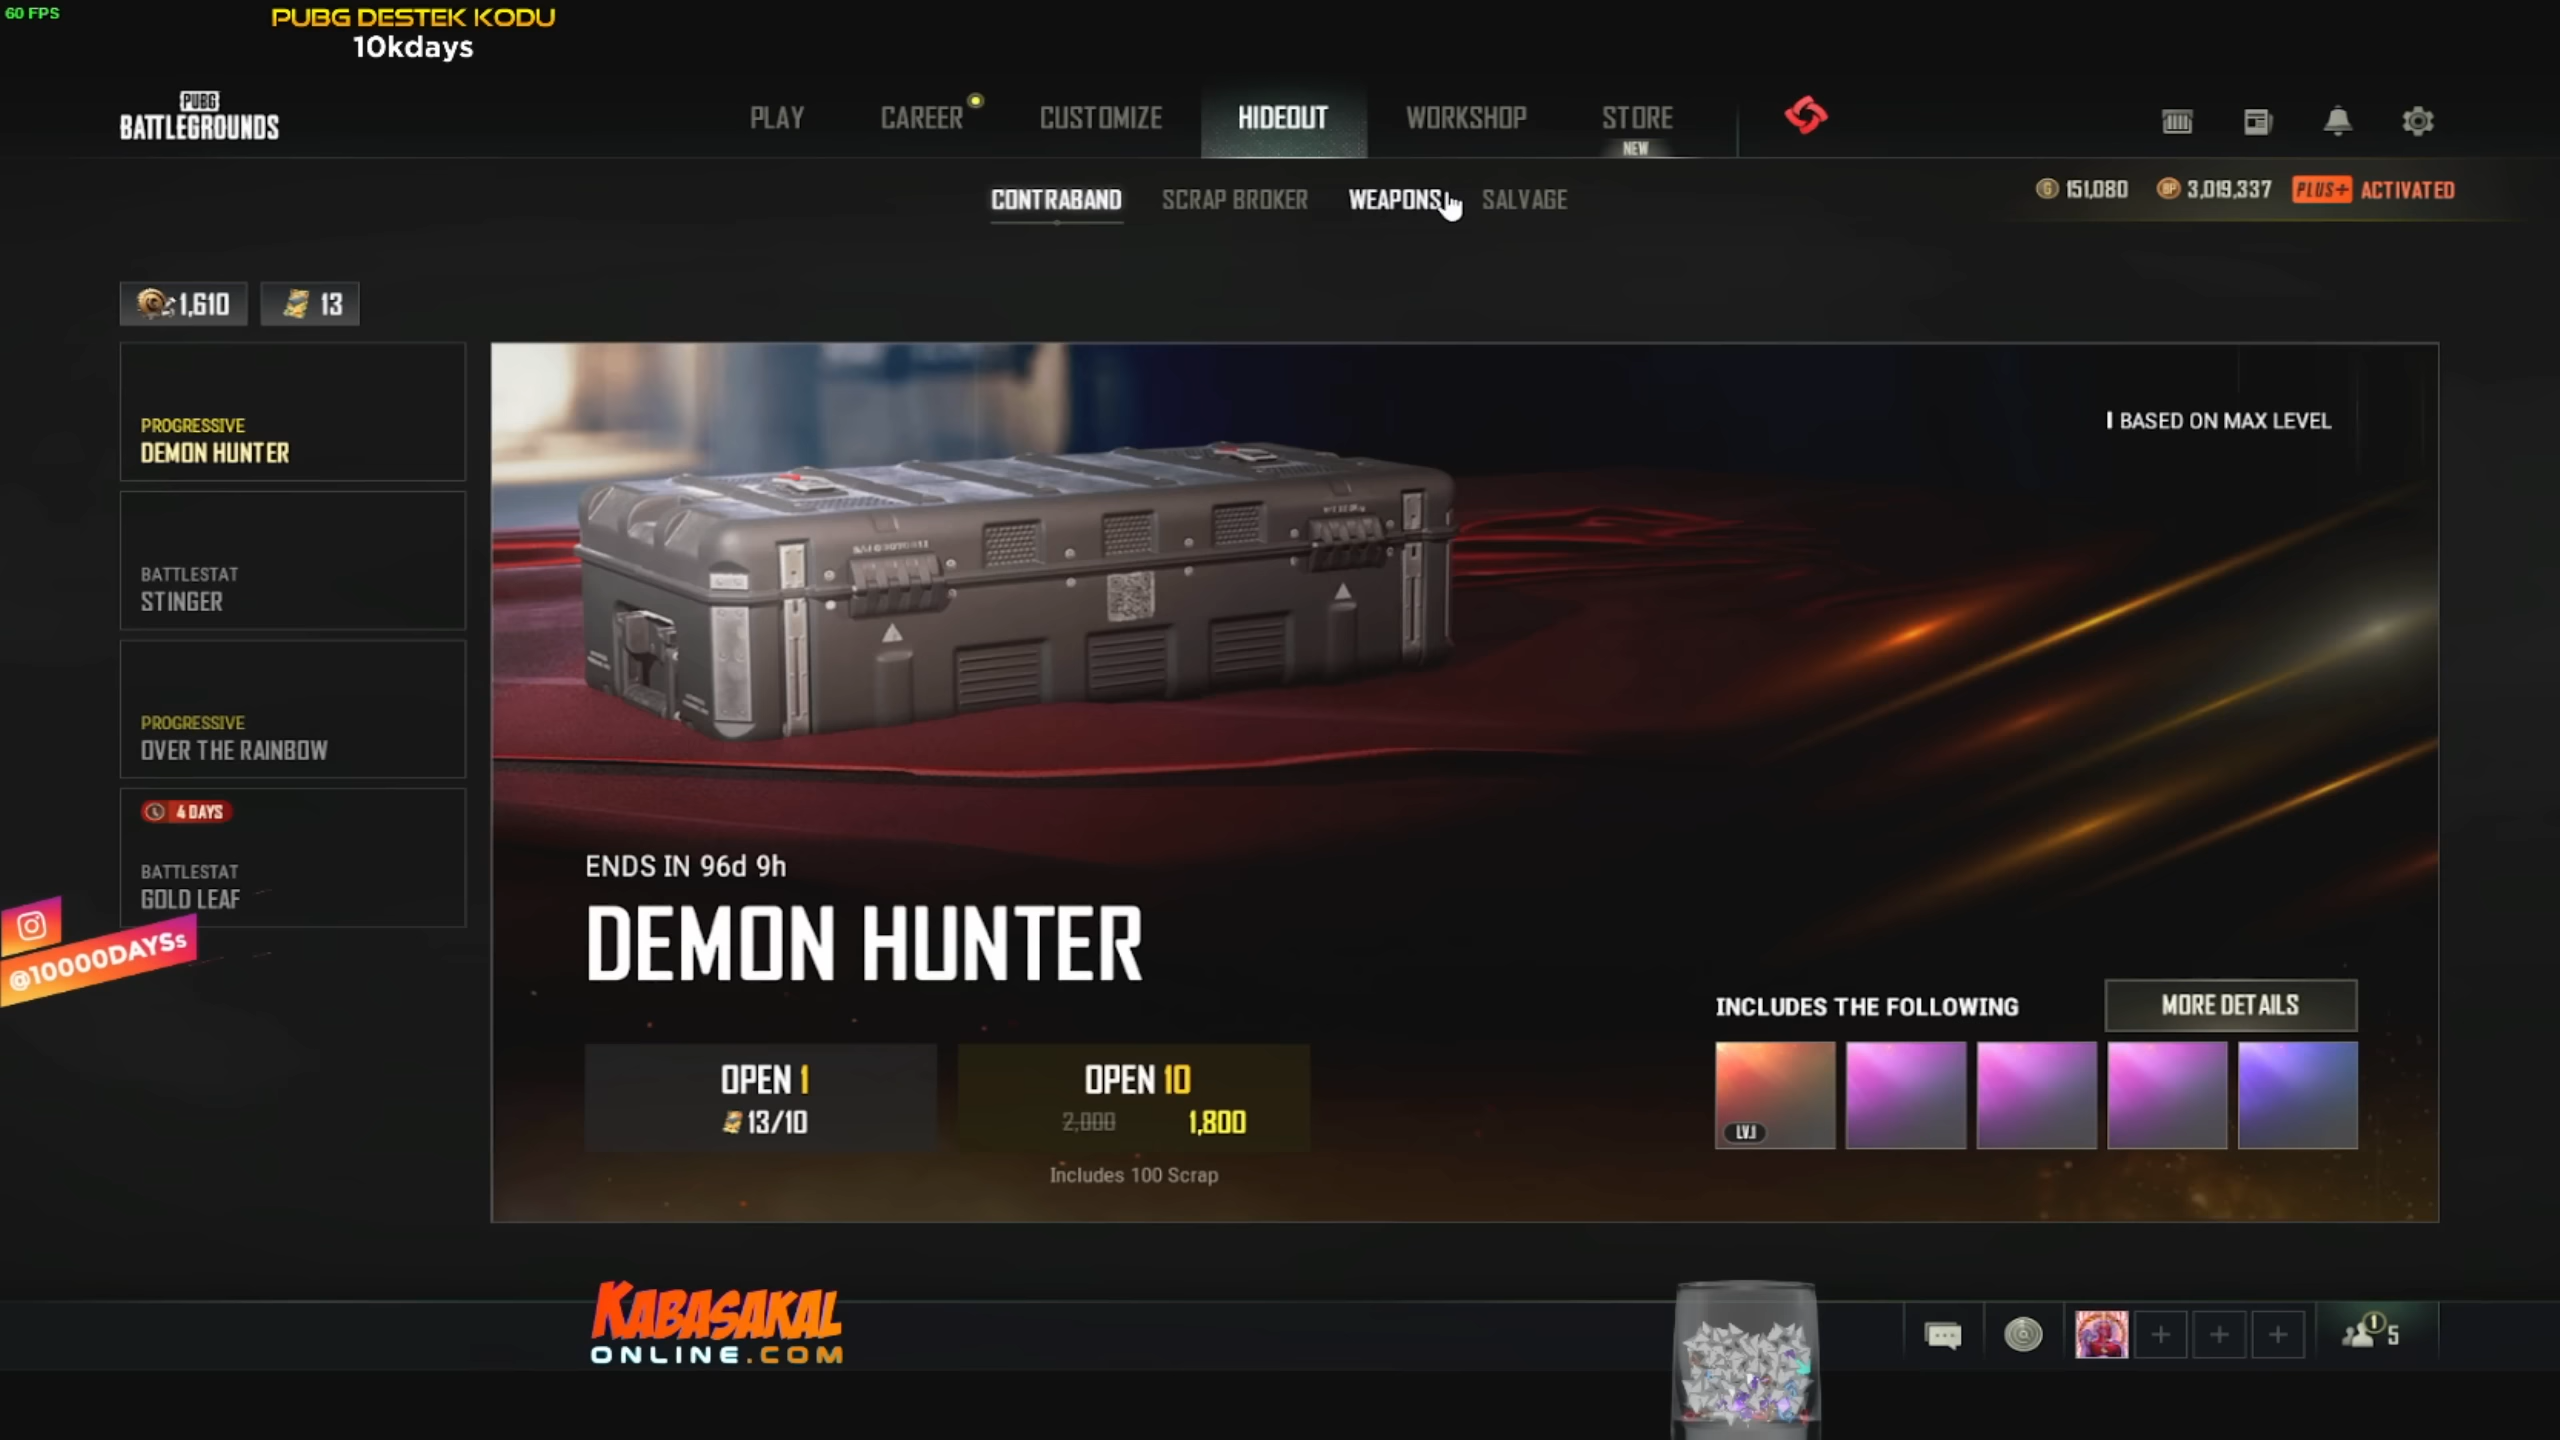 60 FPS
PUBG DESTEK KODU
10kdays
PUBG
BATTLEGROUNDS
PLAY
CAREER
CUSTOMIZE
HIDEOUT
WORKSHOP
STORE
NEW
CONTRABAND
SCRAP BROKER
WEAPONS
SALVAGE
G 151,080
BP 3,019,337
PLUS+ ACTIVATED
1,610
13
PROGRESSIVE
DEMON HUNTER
BATTLESTAT
STINGER
PROGRESSIVE
OVER THE RAINBOW
4 DAYS
BATTLESTAT
GOLD LEAF
@10000DAYSs
BASED ON MAX LEVEL
ENDS IN 96d 9h
DEMON HUNTER
OPEN 1
13/10
OPEN 10
2,000 1,800
Includes 100 Scrap
INCLUDES THE FOLLOWING
MORE DETAILS
LV.1
KABASAKAL
ONLINE.COM
1
5